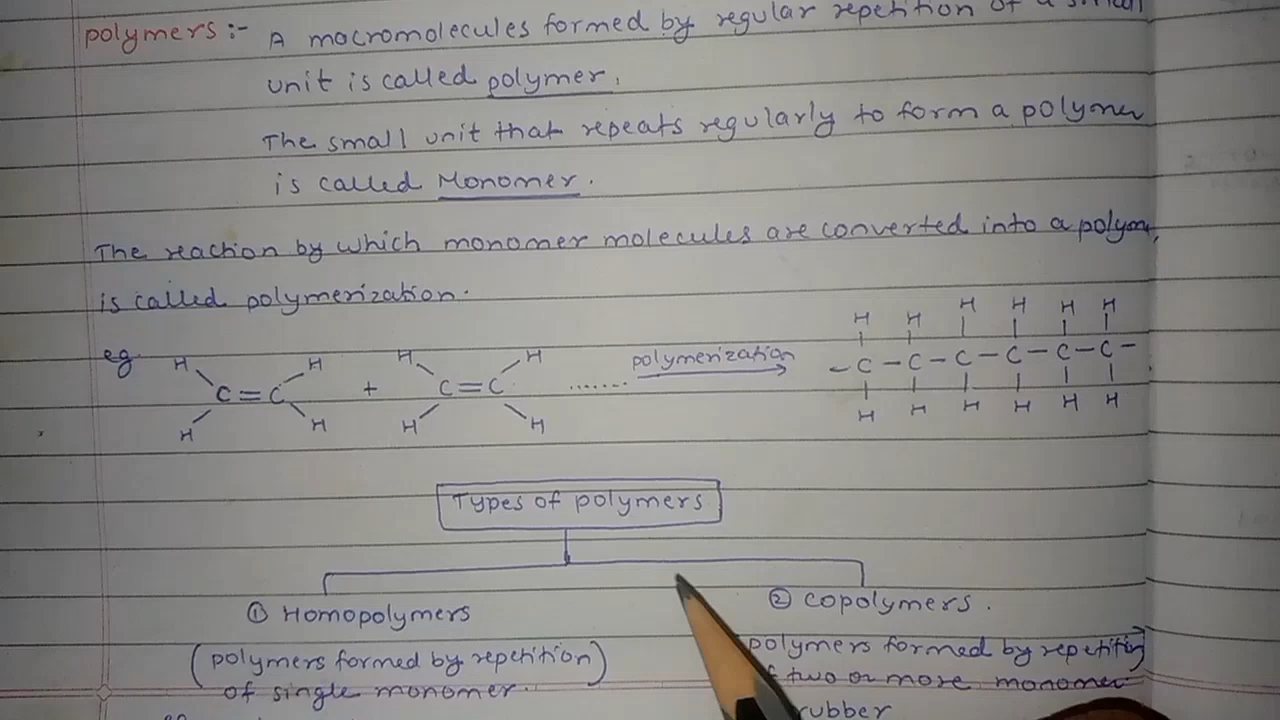 polymers :- A macromolecules formed by regular repetition of a small
unit is called polymer.
The small unit that repeats regularly to form a polymer
is called Monomer.
The reaction by which monomer molecules are converted into a polym
is called polymerization.
H H H H H H
eg H H H H polymerization
C = C + C = C ....... - C - C - C - C - C - C -
H H H H H H H H H H
Types of polymers
① Homopolymers ② copolymers.
(polymers formed by repetition) polymers formed by repetition
of single monomer. two or more monomer
rubber